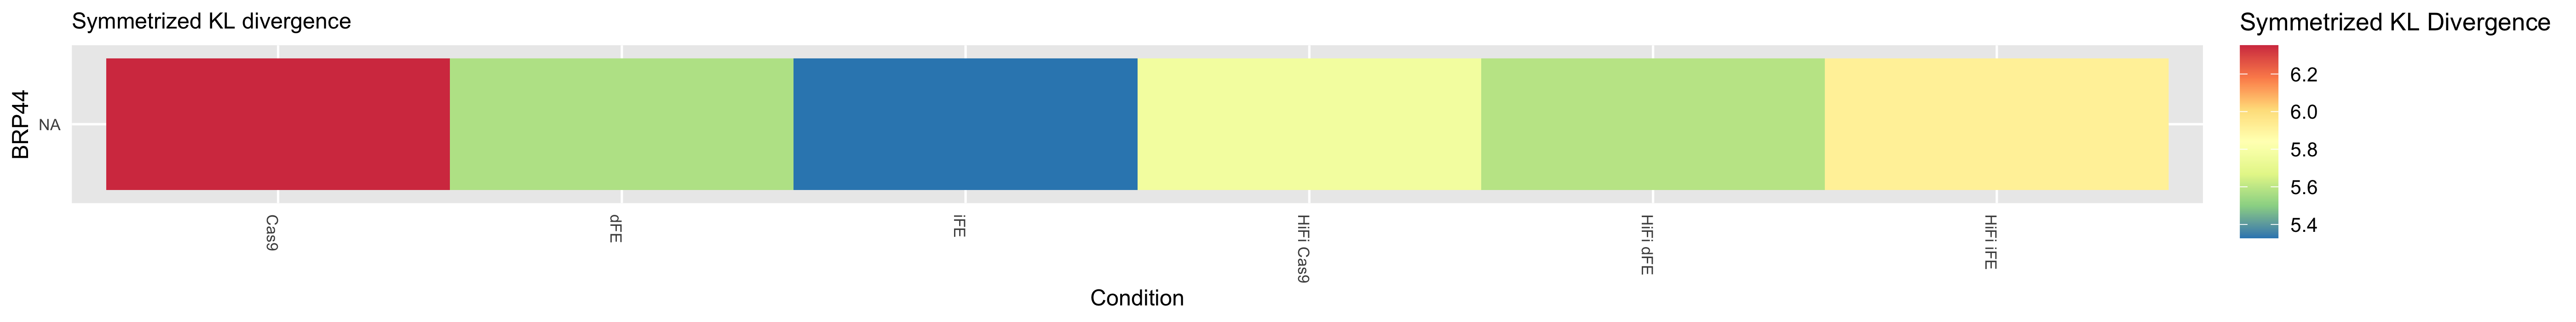 Symmetrized KL divergence
BRP44
NA
Cas9
dFE
iFE
HiFi Cas9
HiFi dFE
HiFi iFE
Condition
Symmetrized KL Divergence
6.2
6.0
5.8
5.6
5.4